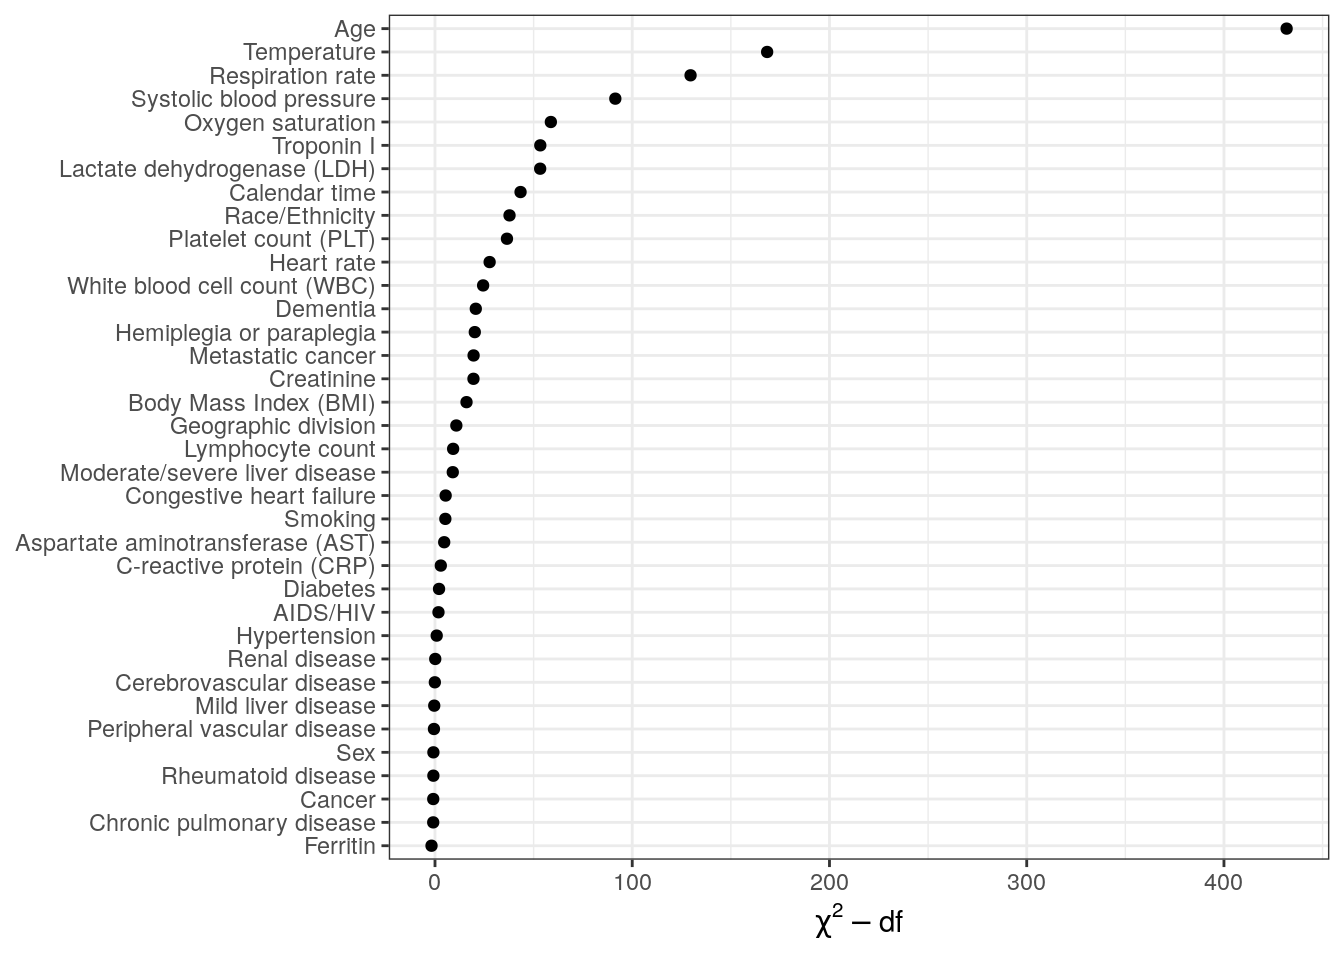 Age
Temperature
Respiration rate
Systolic blood pressure
Oxygen saturation
Troponin I
Lactate dehydrogenase (LDH)
Calendar time
Race/Ethnicity
Platelet count (PLT)
Heart rate
White blood cell count (WBC)
Dementia
Hemiplegia or paraplegia
Metastatic cancer
Creatinine
Body Mass Index (BMI)
Geographic division
Lymphocyte count
Moderate/severe liver disease
Congestive heart failure
Smoking
Aspartate aminotransferase (AST)
C-reactive protein (CRP)
Diabetes
AIDS/HIV
Hypertension
Renal disease
Cerebrovascular disease
Mild liver disease
Peripheral vascular disease
Sex
Rheumatoid disease
Cancer
Chronic pulmonary disease
Ferritin
0 100 200 300 400
χ² − df